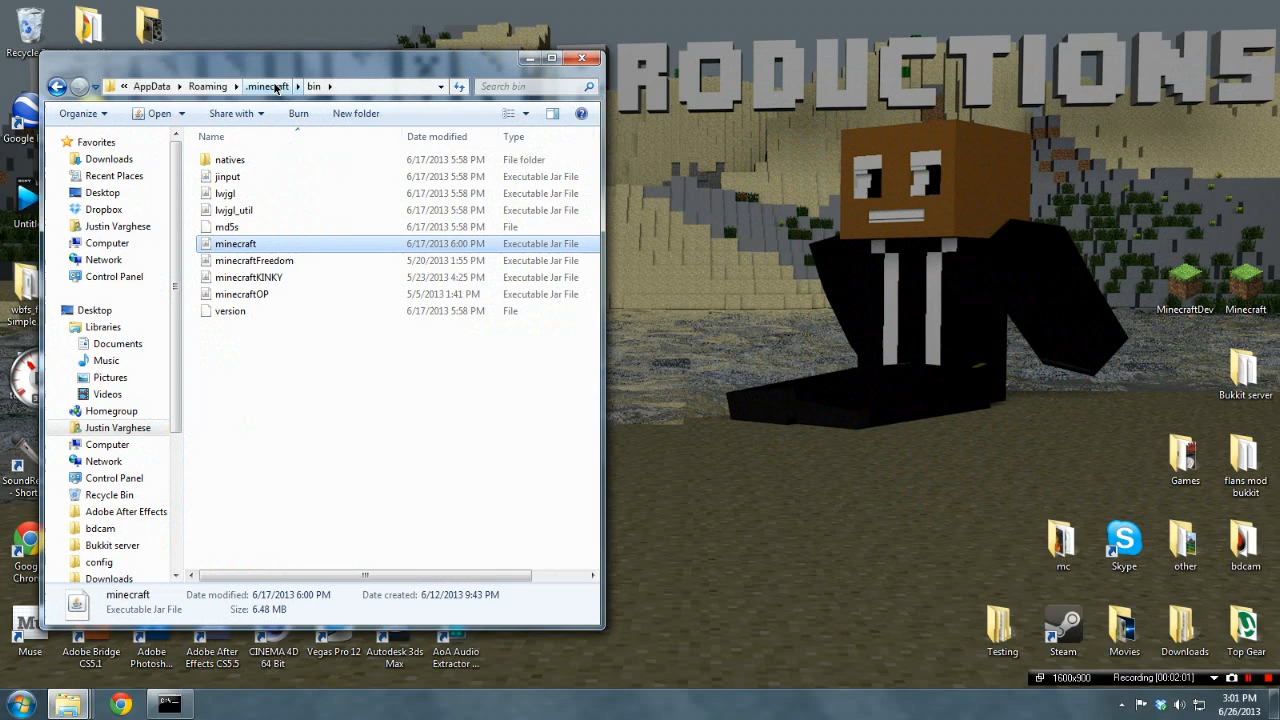 RODUCTIONS
Recycle
AppData
Roaming
.minecraft
bin
Search bin
Organize
Open
Share with
Burn
New folder
Name
Date modified
Type
natives 6/17/2013 5:58 PM File folder
jinput 6/17/2013 5:58 PM Executable Jar File
lwjgl 6/17/2013 5:58 PM Executable Jar File
lwjgl_util 6/17/2013 5:58 PM Executable Jar File
md5s 6/17/2013 5:58 PM File
minecraft 6/17/2013 6:00 PM Executable Jar File
minecraftFreedom 5/20/2013 1:55 PM Executable Jar File
minecraftKINKY 5/23/2013 4:25 PM Executable Jar File
minecraftOP 5/5/2013 1:41 PM Executable Jar File
version 6/17/2013 5:58 PM File
Favorites
Downloads
Recent Places
Desktop
Dropbox
Justin Varghese
Computer
Network
Control Panel
Desktop
Libraries
Documents
Music
Pictures
Videos
Homegroup
Justin Varghese
Computer
Network
Control Panel
Recycle Bin
Adobe After Effects
bdcam
Bukkit server
config
Downloads
minecraft
Executable Jar File
Date modified: 6/17/2013 6:00 PM
Size: 6.48 MB
Date created: 6/12/2013 9:43 PM
Google
Untitl
wbfs_f
Simple.
SoundRe
- Short
Goog
Chron
Muse
Adobe Bridge
CS5.1
Adobe
Photosh...
Adobe After
Effects CS5.5
CINEMA 4D
64 Bit
Vegas Pro 12
Autodesk 3ds
Max
AoA Audio
Extractor ...
MinecraftDev
Minecraft
Bukkit server
Games
flans mod
bukkit
mc
Skype
other
bdcam
Testing
Steam
Movies
Downloads
Top Gear
1600x900
Recording [00:02:01]
3:01 PM
6/26/2013